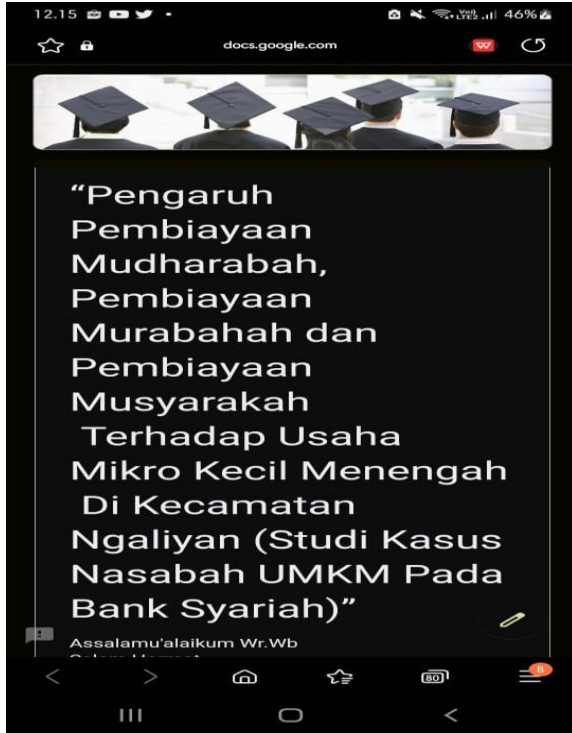 12.15
46%
docs.google.com
“Pengaruh
Pembiayaan
Mudharabah,
Pembiayaan
Murabahah dan
Pembiayaan
Musyarakah
Terhadap Usaha
Mikro Kecil Menengah
Di Kecamatan
Ngaliyan (Studi Kasus
Nasabah UMKM Pada
Bank Syariah)”
Assalamu'alaikum Wr.Wb
80